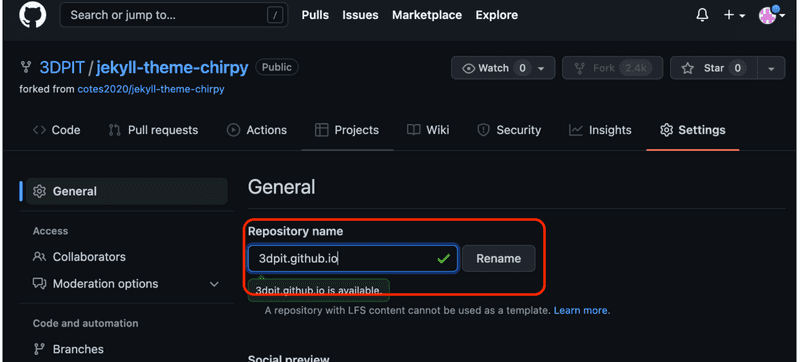 Search or jump to… /
Pulls Issues Marketplace Explore
3DPIT / jekyll-theme-chirpy Public
Watch 0 Fork 2.4k Star 0
forked from cotes2020/jekyll-theme-chirpy
Code Pull requests Actions Projects Wiki Security Insights Settings
General
General
Access
Repository name
Collaborators
3dpit.github.io Rename
Moderation options
3dpit.github.io is available.
A repository with LFS content cannot be used as a template. Learn more.
Code and automation
Branches
Social preview